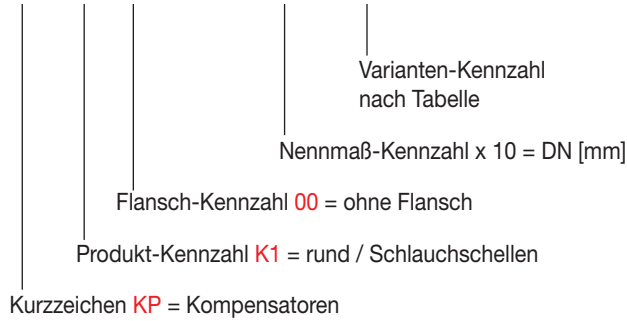 Varianten-Kennzahl
nach Tabelle
Nennmaß-Kennzahl x 10 = DN [mm]
Flansch-Kennzahl 00 = ohne Flansch
Produkt-Kennzahl K1 = rund / Schlauchschellen
Kurzzeichen KP = Kompensatoren